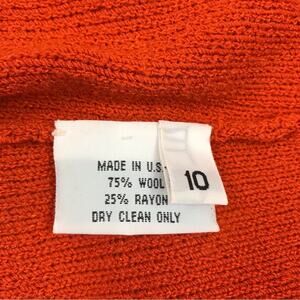 MADE IN U.S.
75% WOOL
25% RAYON
DRY CLEAN ONLY
10